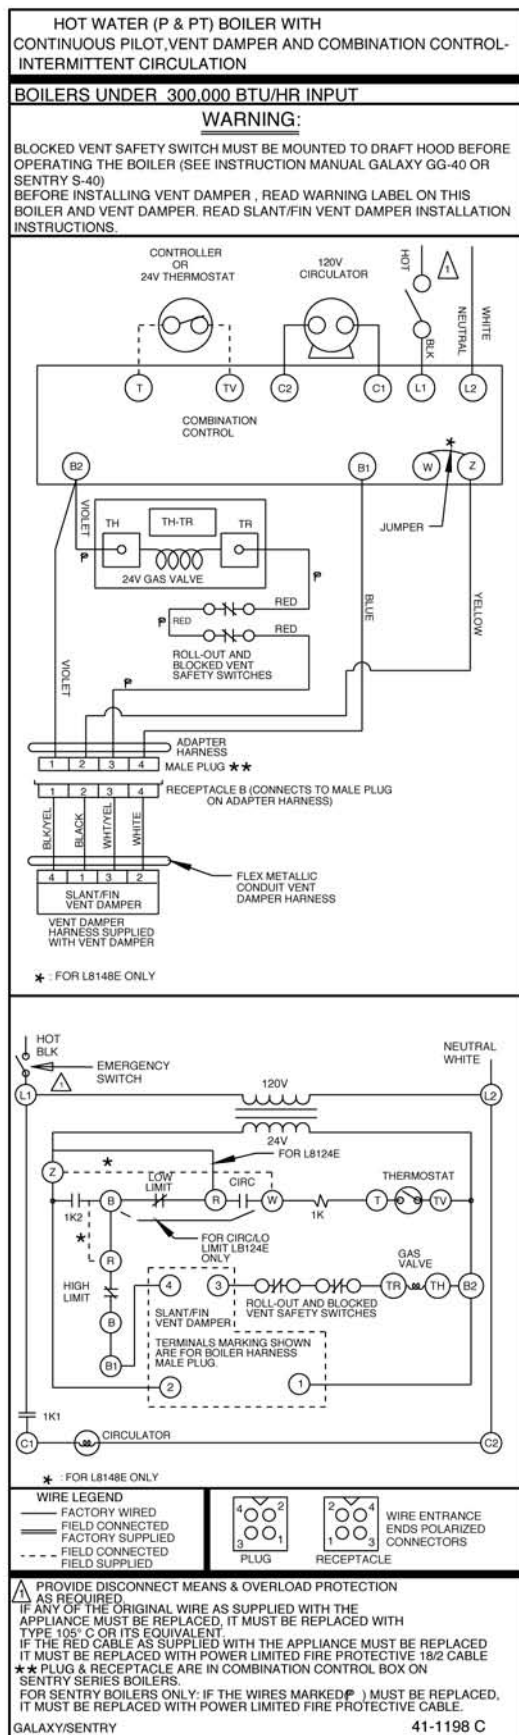 HOT WATER (P & PT) BOILER WITH
CONTINUOUS PILOT,VENT DAMPER AND COMBINATION CONTROL-
INTERMITTENT CIRCULATION
BOILERS UNDER 300,000 BTU/HR INPUT
WARNING:
BLOCKED VENT SAFETY SWITCH MUST BE MOUNTED TO DRAFT HOOD BEFORE
OPERATING THE BOILER (SEE INSTRUCTION MANUAL GALAXY GG-40 OR
SENTRY S-40)
BEFORE INSTALLING VENT DAMPER , READ WARNING LABEL ON THIS
BOILER AND VENT DAMPER. READ SLANT/FIN VENT DAMPER INSTALLATION
INSTRUCTIONS.
CONTROLLER
OR
24V THERMOSTAT
120V
CIRCULATOR
HOT
1
BLK
NEUTRAL
WHITE
T
TV
C2
C1
L1
L2
COMBINATION
CONTROL
B2
B1
W
*
Z
JUMPER
VIOLET
TH
TH-TR
TR
24V GAS VALVE
P
P
RED
P
RED
RED
ROLL-OUT AND
BLOCKED VENT
SAFETY SWITCHES
P
BLUE
YELLOW
VIOLET
ADAPTER
HARNESS
1 2 3 4
MALE PLUG **
1 2 3 4
RECEPTACLE B (CONNECTS TO MALE PLUG
ON ADAPTER HARNESS)
BLK/YEL
BLACK
WHT/YEL
WHITE
4 1 3 2
SLANT/FIN
VENT DAMPER
FLEX METALLIC
CONDUIT VENT
DAMPER HARNESS
VENT DAMPER
HARNESS SUPPLIED
WITH VENT DAMPER
* : FOR L8148E ONLY
HOT
BLK
EMERGENCY
SWITCH
1
NEUTRAL
WHITE
L1
120V
L2
24V
FOR L8124E
Z
*
LOW
LIMIT
CIRC
THERMOSTAT
1K2
B
R
W
1K
T
TV
*
R
FOR CIRC/LO
LIMIT LB124E
ONLY
HIGH
LIMIT
4
3
GAS
VALVE
TR
TH
B2
SLANT/FIN
VENT DAMPER
ROLL-OUT AND BLOCKED
VENT SAFETY SWITCHES
B
TERMINALS MARKING SHOWN
ARE FOR BOILER HARNESS
MALE PLUG.
B1
2
1
1K1
C1
CIRCULATOR
C2
* : FOR L8148E ONLY
WIRE LEGEND
FACTORY WIRED
FIELD CONNECTED
FACTORY SUPPLIED
FIELD CONNECTED
FIELD SUPPLIED
4 2
3 1
PLUG
2 4
1 3
RECEPTACLE
WIRE ENTRANCE
ENDS POLARIZED
CONNECTORS
1 PROVIDE DISCONNECT MEANS & OVERLOAD PROTECTION
AS REQUIRED.
IF ANY OF THE ORIGINAL WIRE AS SUPPLIED WITH THE
APPLIANCE MUST BE REPLACED, IT MUST BE REPLACED WITH
TYPE 105° C OR ITS EQUIVALENT.
IF THE RED CABLE AS SUPPLIED WITH THE APPLIANCE MUST BE REPLACED
IT MUST BE REPLACED WITH POWER LIMITED FIRE PROTECTIVE 18/2 CABLE
** PLUG & RECEPTACLE ARE IN COMBINATION CONTROL BOX ON
SENTRY SERIES BOILERS.
FOR SENTRY BOILERS ONLY: IF THE WIRES MARKED(P ) MUST BE REPLACED,
IT MUST BE REPLACED WITH POWER LIMITED FIRE PROTECTIVE CABLE.
GALAXY/SENTRY
41-1198 C